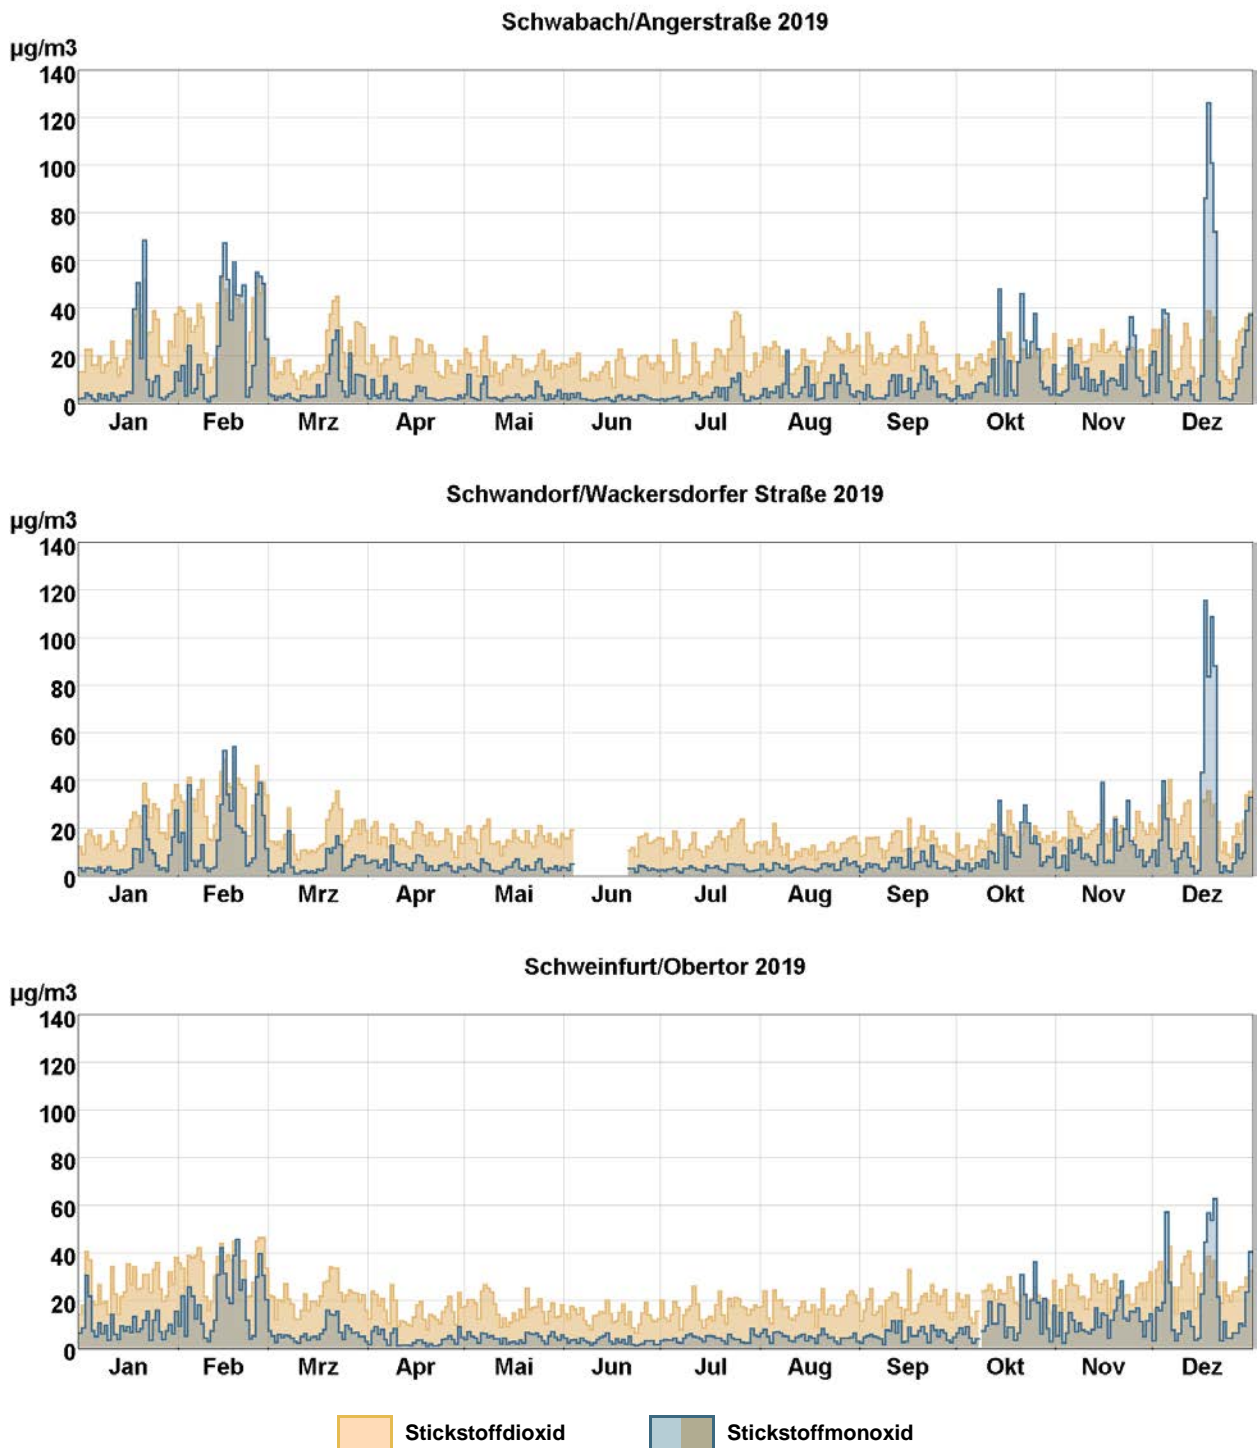 Schwabach/Angerstraße 2019
µg/m3
140
120
100
80
60
40
20
0
Jan Feb Mrz Apr Mai Jun Jul Aug Sep Okt Nov Dez
Schwandorf/Wackersdorfer Straße 2019
µg/m3
140
120
100
80
60
40
20
0
Jan Feb Mrz Apr Mai Jun Jul Aug Sep Okt Nov Dez
Schweinfurt/Obertor 2019
µg/m3
140
120
100
80
60
40
20
0
Jan Feb Mrz Apr Mai Jun Jul Aug Sep Okt Nov Dez
Stickstoffdioxid Stickstoffmonoxid